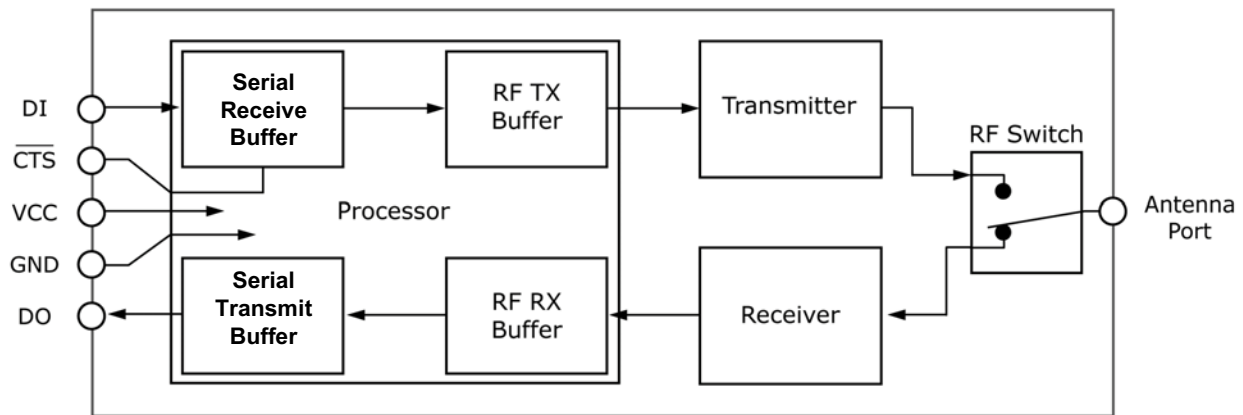 DI
CTS
VCC
GND
DO
Serial
Receive
Buffer
RF TX
Buffer
Transmitter
RF Switch
Processor
Antenna
Port
Serial
Transmit
Buffer
RF RX
Buffer
Receiver